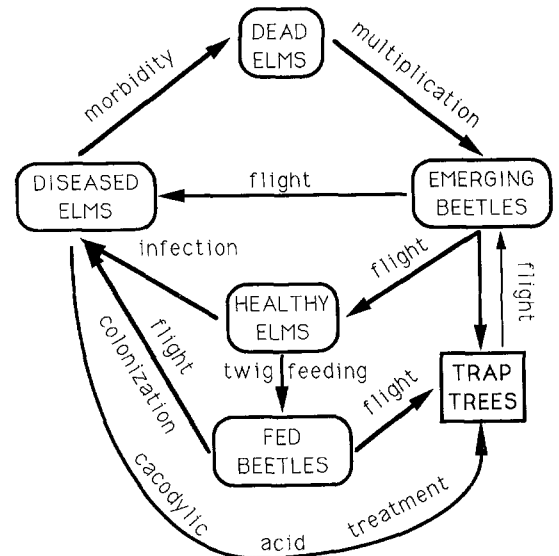 DEAD
ELMS
morbidity
multiplication
DISEASED
ELMS
flight
EMERGING
BEETLES
infection
flight
flight
HEALTHY
ELMS
colonization
flight
twig feeding
flight
TRAP
TREES
FED
BEETLES
cacodylic acid treatment